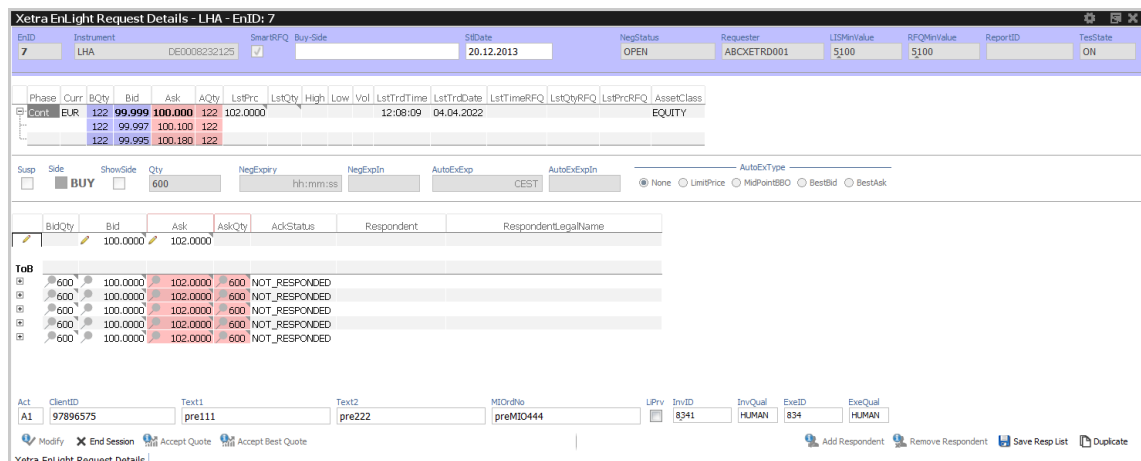 Xetra EnLight Request Details - LHA - EnID: 7
EnID Instrument SmartRFQ Buy-Side StlDate NegStatus Requester LISMinValue RFQMinValue ReportID TesState
7 LHA DE0008232125 20.12.2013 OPEN ABCXETRD001 5100 5100 ON
Phase Curr BQty Bid Ask AQty LstPrc LstQty High Low Vol LstTrdTime LstTrdDate LstTimeRFQ LstQtyRFQ LstPrcRFQ AssetClass
Cont EUR 122 99.999 100.000 122 102.0000 12:08:09 04.04.2022 EQUITY
122 99.997 100.100 122
122 99.995 100.180 122
Susp Side ShowSide Qty NegExpiry NegExpIn AutoExExp AutoExExpIn AutoExType
BUY 600 hh:mm:ss CEST None LimitPrice MidPointBBO BestBid BestAsk
BidQty Bid Ask AskQty AckStatus Respondent RespondentLegalName
100.0000 102.0000
ToB
600 100.0000 102.0000 600 NOT_RESPONDED
600 100.0000 102.0000 600 NOT_RESPONDED
600 100.0000 102.0000 600 NOT_RESPONDED
600 100.0000 102.0000 600 NOT_RESPONDED
600 100.0000 102.0000 600 NOT_RESPONDED
Act ClientID Text1 Text2 MIOrdNo LiPrv InvID InvQual ExeID ExeQual
A1 97896575 pre111 pre222 preMIO444 8341 HUMAN 834 HUMAN
Modify End Session Accept Quote Accept Best Quote Add Respondent Remove Respondent Save Resp List Duplicate
Xetra EnLight Request Details